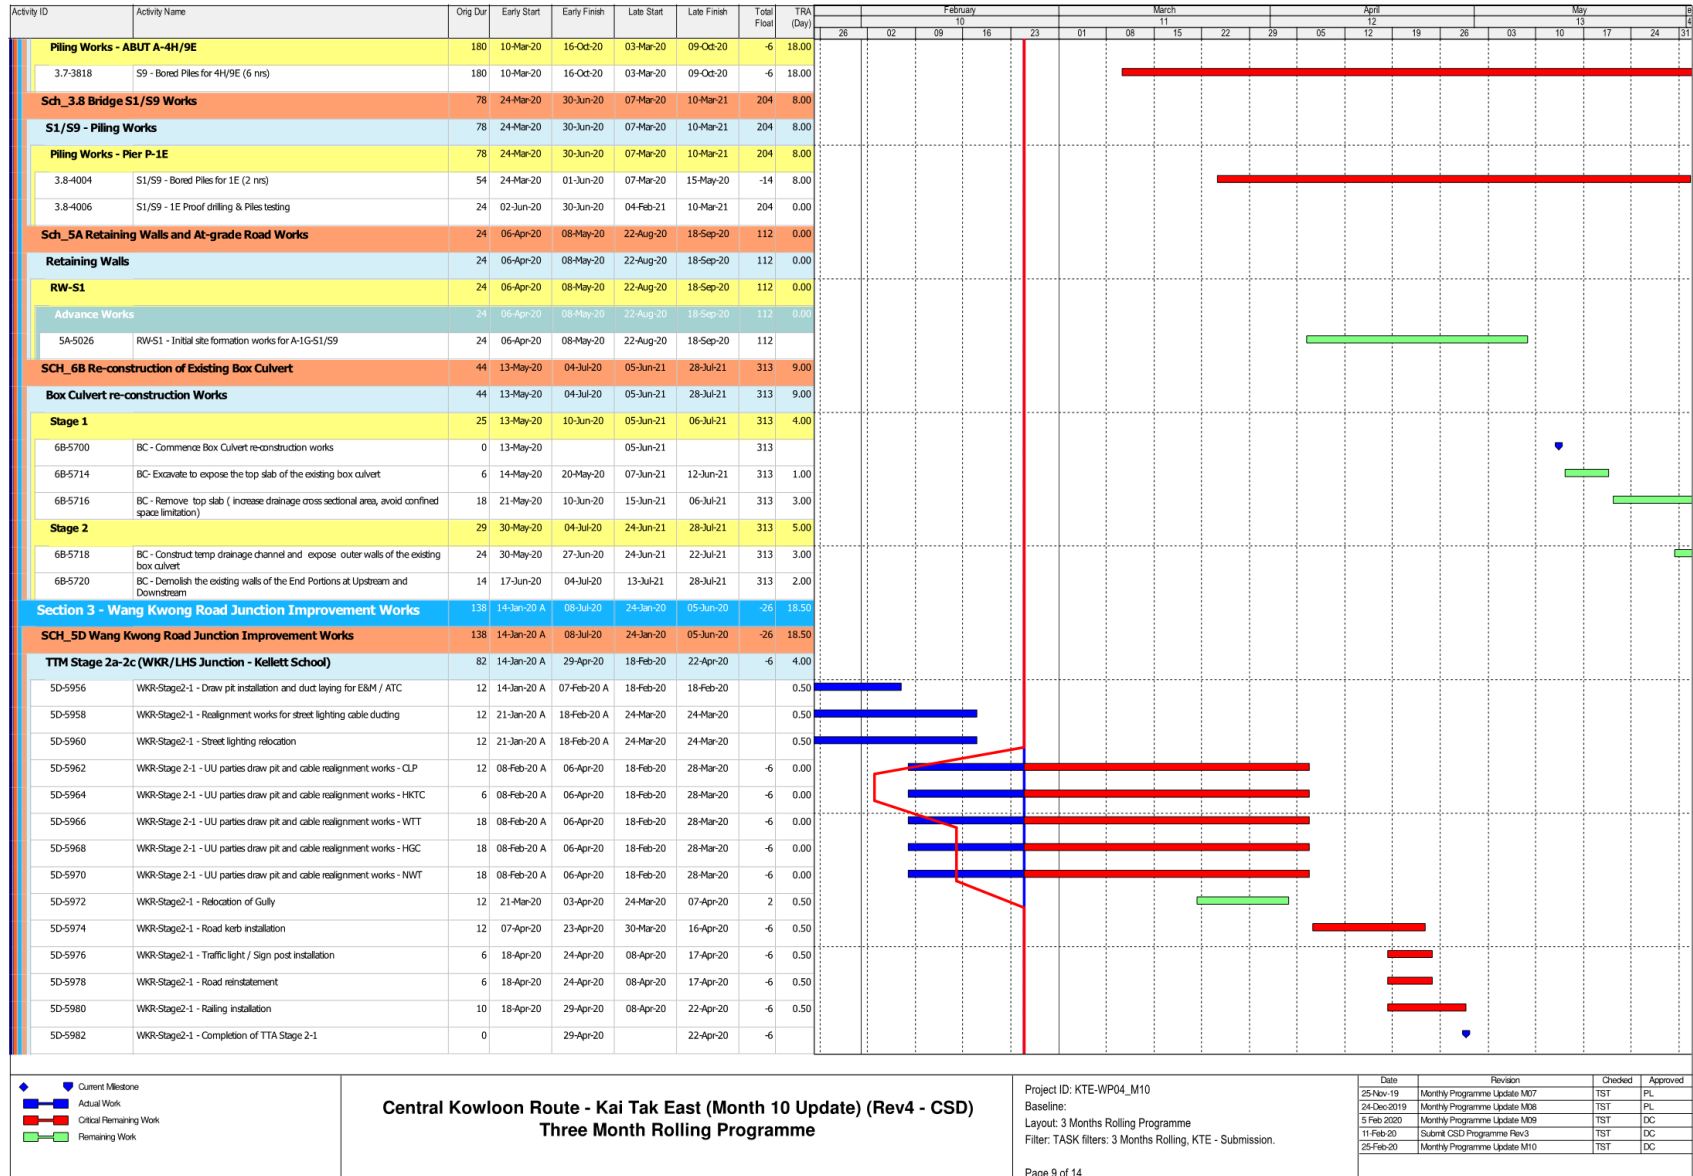 Activity ID Activity Name Orig Dur Early Start Early Finish Late Start Late Finish Total Float TRA (Day) February March April May e
10 11 12 13 4
26 02 09 16 23 01 08 15 22 29 05 12 19 26 03 10 17 24 31
Piling Works - ABUT A-4H/9E 180 10-Mar-20 16-Oct-20 03-Mar-20 09-Oct-20 -6 18.00
3.7-3818 S9 - Bored Piles for 4H/9E (6 nrs) 180 10-Mar-20 16-Oct-20 03-Mar-20 09-Oct-20 -6 18.00
Sch_3.8 Bridge S1/S9 Works 78 24-Mar-20 30-Jun-20 07-Mar-20 10-Mar-21 204 8.00
S1/S9 - Piling Works 78 24-Mar-20 30-Jun-20 07-Mar-20 10-Mar-21 204 8.00
Piling Works - Pier P-1E 78 24-Mar-20 30-Jun-20 07-Mar-20 10-Mar-21 204 8.00
3.8-4004 S1/S9 - Bored Piles for 1E (2 nrs) 54 24-Mar-20 01-Jun-20 07-Mar-20 15-May-20 -14 8.00
3.8-4006 S1/S9 - 1E Proof drilling & Piles testing 24 02-Jun-20 30-Jun-20 04-Feb-21 10-Mar-21 204 0.00
Sch_5A Retaining Walls and At-grade Road Works 24 06-Apr-20 08-May-20 22-Aug-20 18-Sep-20 112 0.00
Retaining Walls 24 06-Apr-20 08-May-20 22-Aug-20 18-Sep-20 112 0.00
RW-S1 24 06-Apr-20 08-May-20 22-Aug-20 18-Sep-20 112 0.00
Advance Works 24 06-Apr-20 08-May-20 22-Aug-20 18-Sep-20 112 0.00
5A-5026 RW-S1 - Initial site formation works for A-1G-S1/S9 24 06-Apr-20 08-May-20 22-Aug-20 18-Sep-20 112
SCH_6B Re-construction of Existing Box Culvert 44 13-May-20 04-Jul-20 05-Jun-21 28-Jul-21 313 9.00
Box Culvert re-construction Works 44 13-May-20 04-Jul-20 05-Jun-21 28-Jul-21 313 9.00
Stage 1 25 13-May-20 10-Jun-20 05-Jun-21 06-Jul-21 313 4.00
6B-5700 BC - Commence Box Culvert re-construction works 0 13-May-20 05-Jun-21 313
6B-5714 BC- Excavate to expose the top slab of the existing box culvert 6 14-May-20 20-May-20 07-Jun-21 12-Jun-21 313 1.00
6B-5716 BC - Remove top slab ( increase drainage cross sectional area, avoid confined 18 21-May-20 10-Jun-20 15-Jun-21 06-Jul-21 313 3.00
space limitation)
Stage 2 29 30-May-20 04-Jul-20 24-Jun-21 28-Jul-21 313 5.00
6B-5718 BC - Construct temp drainage channel and expose outer walls of the existing 24 30-May-20 27-Jun-20 24-Jun-21 22-Jul-21 313 3.00
box culvert
6B-5720 BC - Demolish the existing walls of the End Portions at Upstream and 14 17-Jun-20 04-Jul-20 13-Jul-21 28-Jul-21 313 2.00
Downstream
Section 3 - Wang Kwong Road Junction Improvement Works 138 14-Jan-20 A 08-Jul-20 24-Jan-20 05-Jun-20 -26 18.50
SCH_5D Wang Kwong Road Junction Improvement Works 138 14-Jan-20 A 08-Jul-20 24-Jan-20 05-Jun-20 -26 18.50
TTM Stage 2a-2c (WKR/LHS Junction - Kellett School) 82 14-Jan-20 A 29-Apr-20 18-Feb-20 22-Apr-20 -6 4.00
5D-5956 WKR-Stage2-1 - Draw pit installation and duct laying for E&M / ATC 12 14-Jan-20 A 07-Feb-20 A 18-Feb-20 18-Feb-20 0.50
5D-5958 WKR-Stage2-1 - Realignment works for street lighting cable ducting 12 21-Jan-20 A 18-Feb-20 A 24-Mar-20 24-Mar-20 0.50
5D-5960 WKR-Stage2-1 - Street lighting relocation 12 21-Jan-20 A 18-Feb-20 A 24-Mar-20 24-Mar-20 0.50
5D-5962 WKR-Stage 2-1 - UU parties draw pit and cable realignment works - CLP 12 08-Feb-20 A 06-Apr-20 18-Feb-20 28-Mar-20 -6 0.00
5D-5964 WKR-Stage 2-1 - UU parties draw pit and cable realignment works - HKTC 6 08-Feb-20 A 06-Apr-20 18-Feb-20 28-Mar-20 -6 0.00
5D-5966 WKR-Stage 2-1 - UU parties draw pit and cable realignment works - WTT 18 08-Feb-20 A 06-Apr-20 18-Feb-20 28-Mar-20 -6 0.00
5D-5968 WKR-Stage 2-1 - UU parties draw pit and cable realignment works - HGC 18 08-Feb-20 A 06-Apr-20 18-Feb-20 28-Mar-20 -6 0.00
5D-5970 WKR-Stage 2-1 - UU parties draw pit and cable realignment works - NWT 18 08-Feb-20 A 06-Apr-20 18-Feb-20 28-Mar-20 -6 0.00
5D-5972 WKR-Stage2-1 - Relocation of Gully 12 21-Mar-20 03-Apr-20 24-Mar-20 07-Apr-20 2 0.50
5D-5974 WKR-Stage2-1 - Road kerb installation 12 07-Apr-20 23-Apr-20 30-Mar-20 16-Apr-20 -6 0.50
5D-5976 WKR-Stage2-1 - Traffic light / Sign post installation 6 18-Apr-20 24-Apr-20 08-Apr-20 17-Apr-20 -6 0.50
5D-5978 WKR-Stage2-1 - Road reinstatement 6 18-Apr-20 24-Apr-20 08-Apr-20 17-Apr-20 -6 0.50
5D-5980 WKR-Stage2-1 - Railing installation 10 18-Apr-20 29-Apr-20 08-Apr-20 22-Apr-20 -6 0.50
5D-5982 WKR-Stage2-1 - Completion of TTA Stage 2-1 0 29-Apr-20 22-Apr-20 -6
Current Milestone
Actual Work
Critical Remaining Work
Remaining Work
Central Kowloon Route - Kai Tak East (Month 10 Update) (Rev4 - CSD)
Three Month Rolling Programme
Project ID: KTE-WP04_M10
Baseline:
Layout: 3 Months Rolling Programme
Filter: TASK filters: 3 Months Rolling, KTE - Submission.
Page 9 of 14
Date Revision Checked Approved
25-Nov-19 Monthly Programme Update M07 TST PL
24-Dec-2019 Monthly Programme Update M08 TST PL
5 Feb 2020 Monthly Programme Update M09 TST DC
11-Feb-20 Submit CSD Programme Rev3 TST DC
25-Feb-20 Monthly Programme Update M10 TST DC